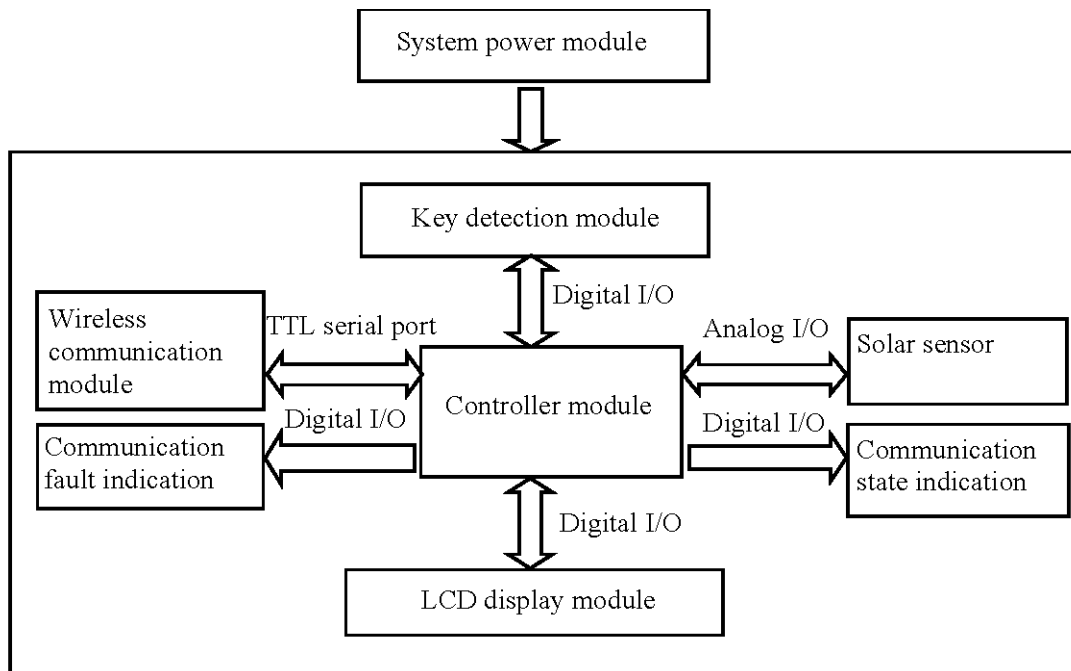 System power module
Key detection module
Digital I/O
Wireless
communication
module
TTL serial port
Analog I/O
Solar sensor
Controller module
Communication
fault indication
Digital I/O
Digital I/O
Communication
state indication
Digital I/O
LCD display module